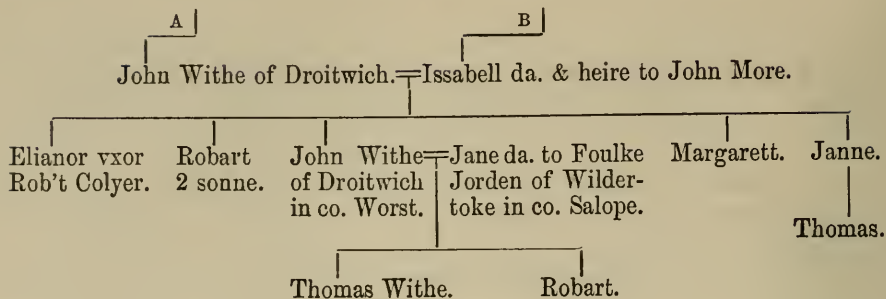 A B
John Withe of Droitwich.=Issabell da. & heire to John More.
Elianor vxor Robart John Withe=Jane da. to Foulke Margarett. Janne.
Rob't Colyer. 2 sonne. of Droitwich Jorden of Wilder-
in co. Worst. toke in co. Salope.
Thomas.
Thomas Withe. Robart.